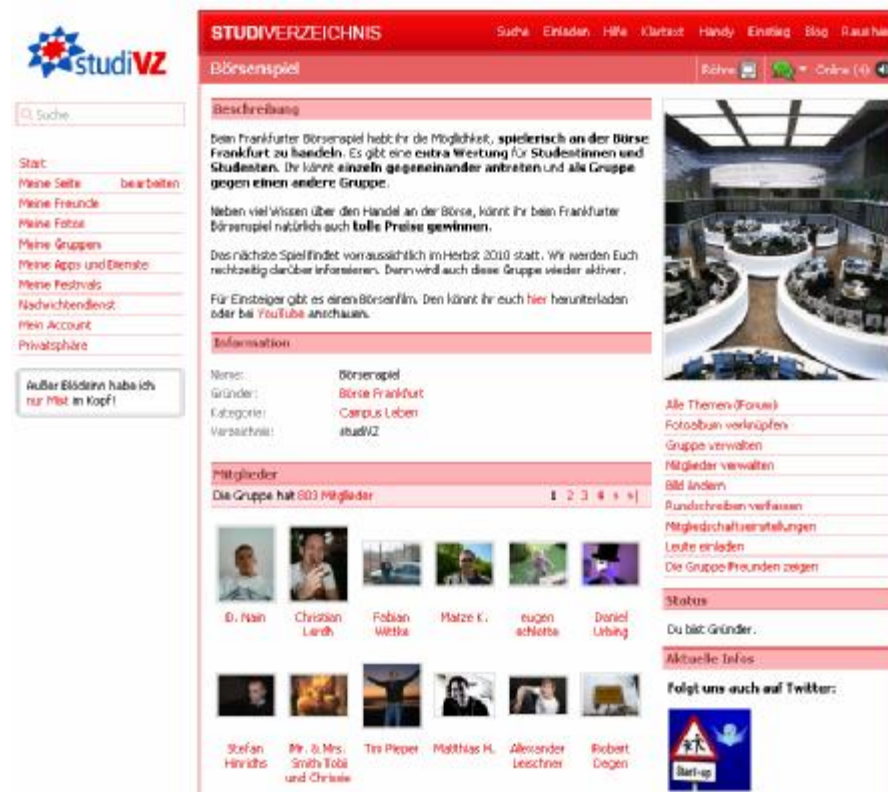 studiVZ
Suche
Start
Meine Seite bearbeiten
Meine Freunde
Meine Fotos
Meine Gruppen
Meine Apps und Dienste
Meine Festivals
Nachrichtendienst
Mein Account
Privatsphäre
Außer Blödsinn habe ich
nur Mist im Kopf!
STUDIVERZEICHNIS
Suche Einladen Hilfe Klartext Handy Einstieg Blog Raus hier
Börsenspiel
Röhre Online (4)
Beschreibung
Beim Frankfurter Börsenspiel habt ihr die Möglichkeit, spielerisch an der Börse
Frankfurt zu handeln. Es gibt eine extra Wertung für Studentinnen und
Studenten. Ihr könnt einzeln gegeneinander antreten und als Gruppe
gegen einen andere Gruppe.
Neben viel Wissen über den Handel an der Börse, könnt ihr beim Frankfurter
Börsenspiel natürlich auch tolle Preise gewinnen.
Das nächste Spiel findet vorraussichtlich im Herbst 2010 statt. Wir werden Euch
rechtzeitig darüber informieren. Dann wird auch diese Gruppe wieder aktiver.
Für Einsteiger gibt es einen Börsenfilm. Den könnt ihr euch hier herunterladen
oder bei YouTube anschauen.
Information
Name: Börsenspiel
Gründer: Börse Frankfurt
Kategorie: Campus Leben
Verzeichnis: studiVZ
Mitglieder
Die Gruppe hat 803 Mitglieder
1 2 3 4
D. Nain
Christian
Fabian
Wittke
Matze K.
eugen
schlotte
Daniel
Urbing
Stefan
Hinrichs
Mr. & Mrs.
Smith Tobi
und Chrissie
Tim Pieper
Matthias M.
Alexander
Leischner
Robert
Degen
Alle Themen (Forum)
Fotoalbum verknüpfen
Gruppe verwalten
Mitglieder verwalten
Bild ändern
Rundschreiben verfassen
Mitgliedschaftseinstellungen
Leute einladen
Die Gruppe Freunden zeigen
Status
Du bist Gründer.
Aktuelle Infos
Folgt uns auch auf Twitter:
Start-up